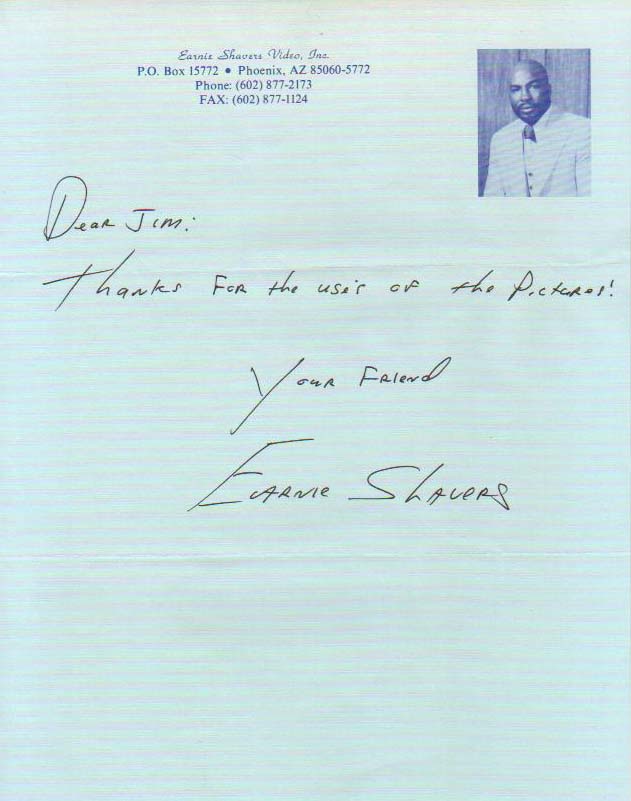 Earnie Shavers Video, Inc.
P.O. Box 15772 • Phoenix, AZ 85060-5772
Phone: (602) 877-2173
FAX: (602) 877-1124
Dear Jim:
Thanks For the use's of the Pictures!
Your Friend
Earnie Shavers